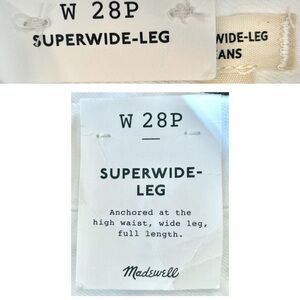 W 28P
SUPERWIDE-LEG
WIDE-LEG
ANS
W 28P
SUPERWIDE-
LEG
Anchored at the
high waist, wide leg,
full length.
Madewell